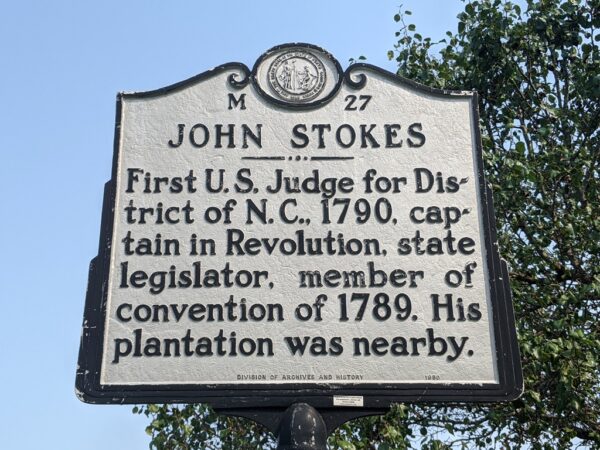 M 27
JOHN STOKES
First U.S. Judge for Dis-
trict of N.C., 1790, cap-
tain in Revolution, state
legislator, member of
convention of 1789. His
plantation was nearby.
DIVISION OF ARCHIVES AND HISTORY